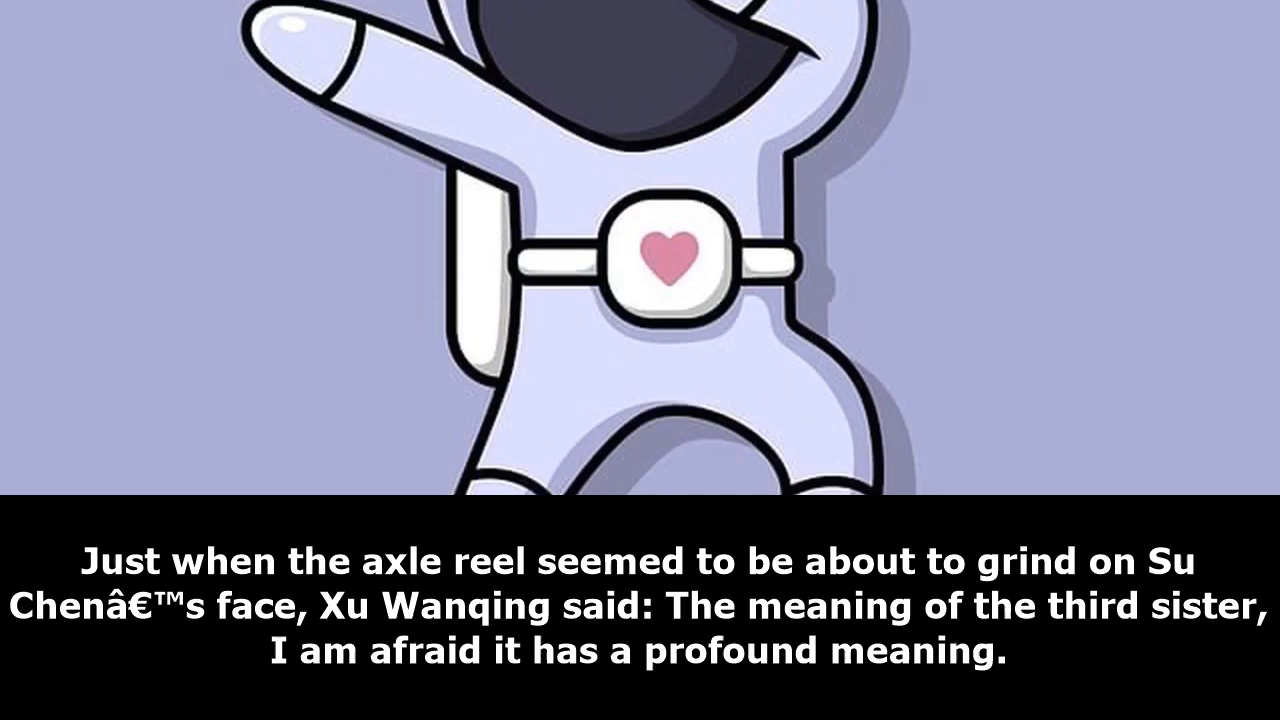 Just when the axle reel seemed to be about to grind on Su
Chenâ€™s face, Xu Wanqing said: The meaning of the third sister,
I am afraid it has a profound meaning.